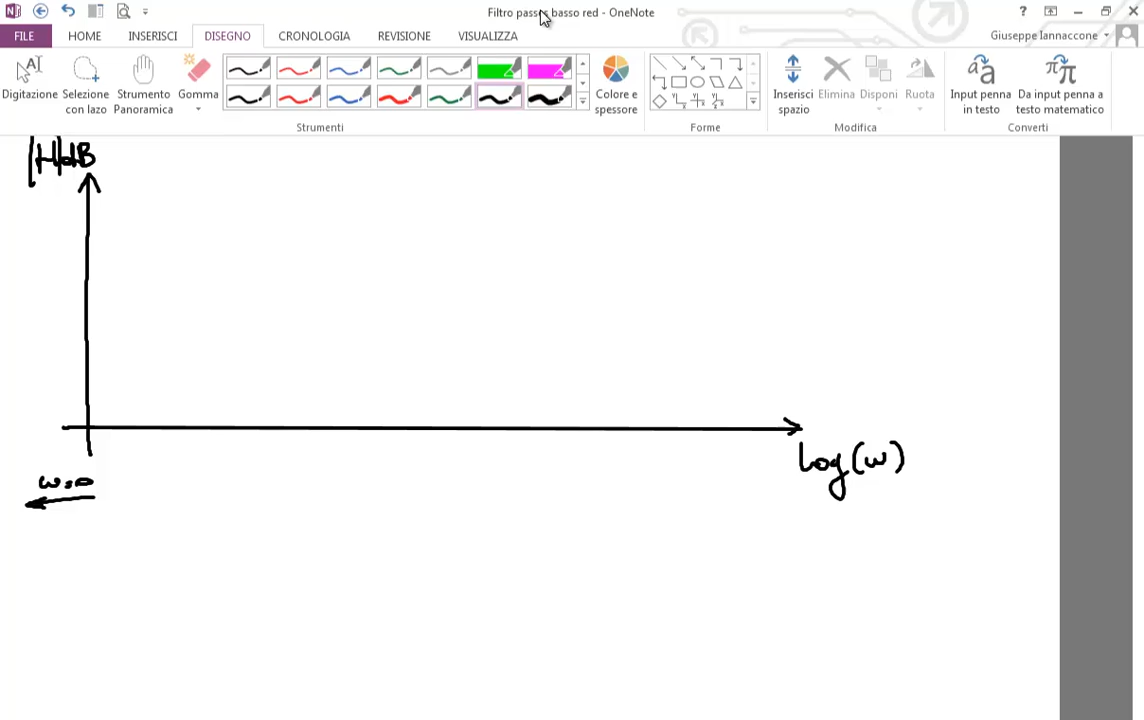 Filtro passa basso red - OneNote
?
FILE HOME INSERISCI DISEGNO CRONOLOGIA REVISIONE VISUALIZZA Giuseppe Iannaccone
Digitazione Selezione con lazo Strumento Panoramica Gomma Colore e spessore Inserisci spazio Elimina Disponi Ruota Input penna in testo Da input penna a testo matematico
Strumenti Forme Modifica Converti
|H|dB
log(w)
w=0